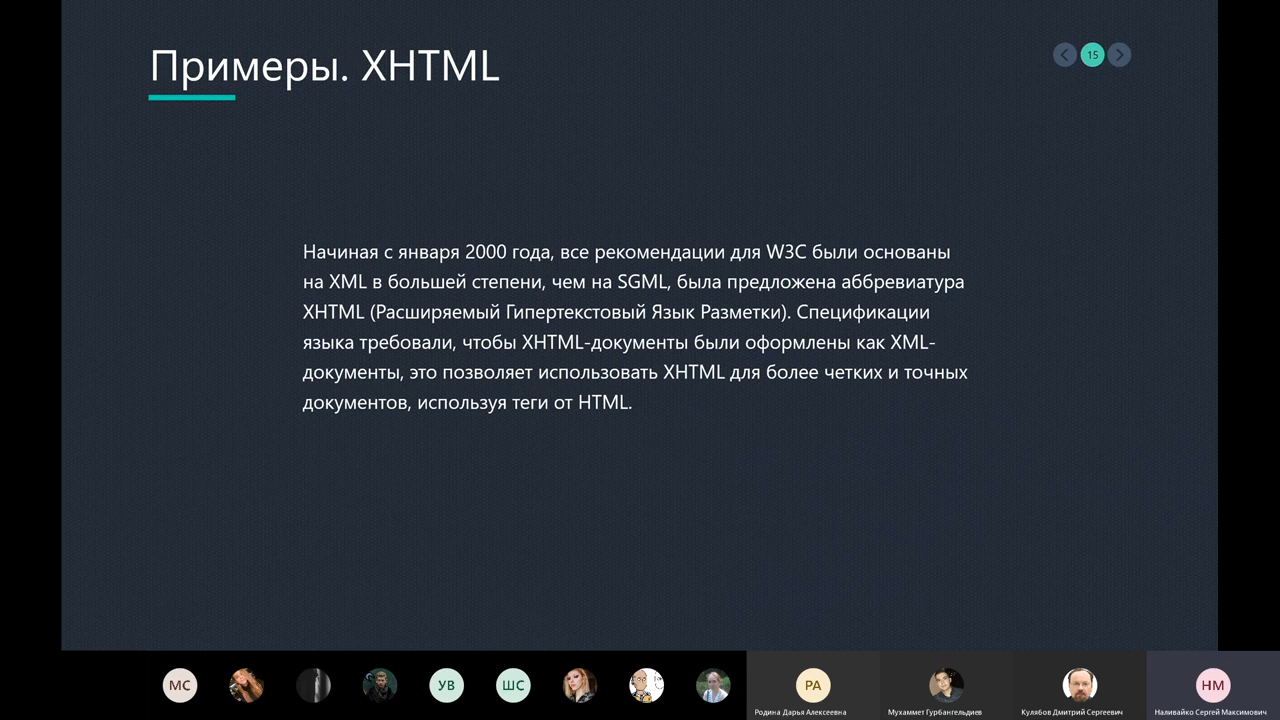 Примеры. XHTML
15
Начиная с января 2000 года, все рекомендации для W3C были основаны
на XML в большей степени, чем на SGML, была предложена аббревиатура
XHTML (Расширяемый Гипертекстовый Язык Разметки). Спецификации
языка требовали, чтобы XHTML-документы были оформлены как XML-
документы, это позволяет использовать XHTML для более четких и точных
документов, используя теги от HTML.
МС
УВ
ШС
РА
НМ
Родина Дарья Алексеевна
Мухаммет Гурбангельдиев
Кулябов Дмитрий Сергеевич
Наливайко Сергей Максимович